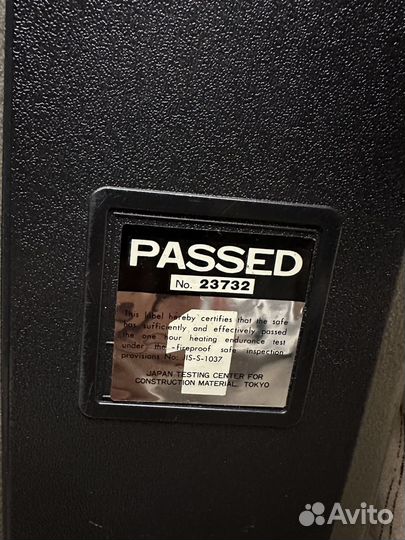 PASSED
No. 23732
This label hereby certifies that the safe
has sufficiently and effectively passed
the one hour heating endurance test
under the fireproof safe inspection
provisions No. JIS-S-1037
JAPAN TESTING CENTER FOR
CONSTRUCTION MATERIAL, TOKYO
Avito